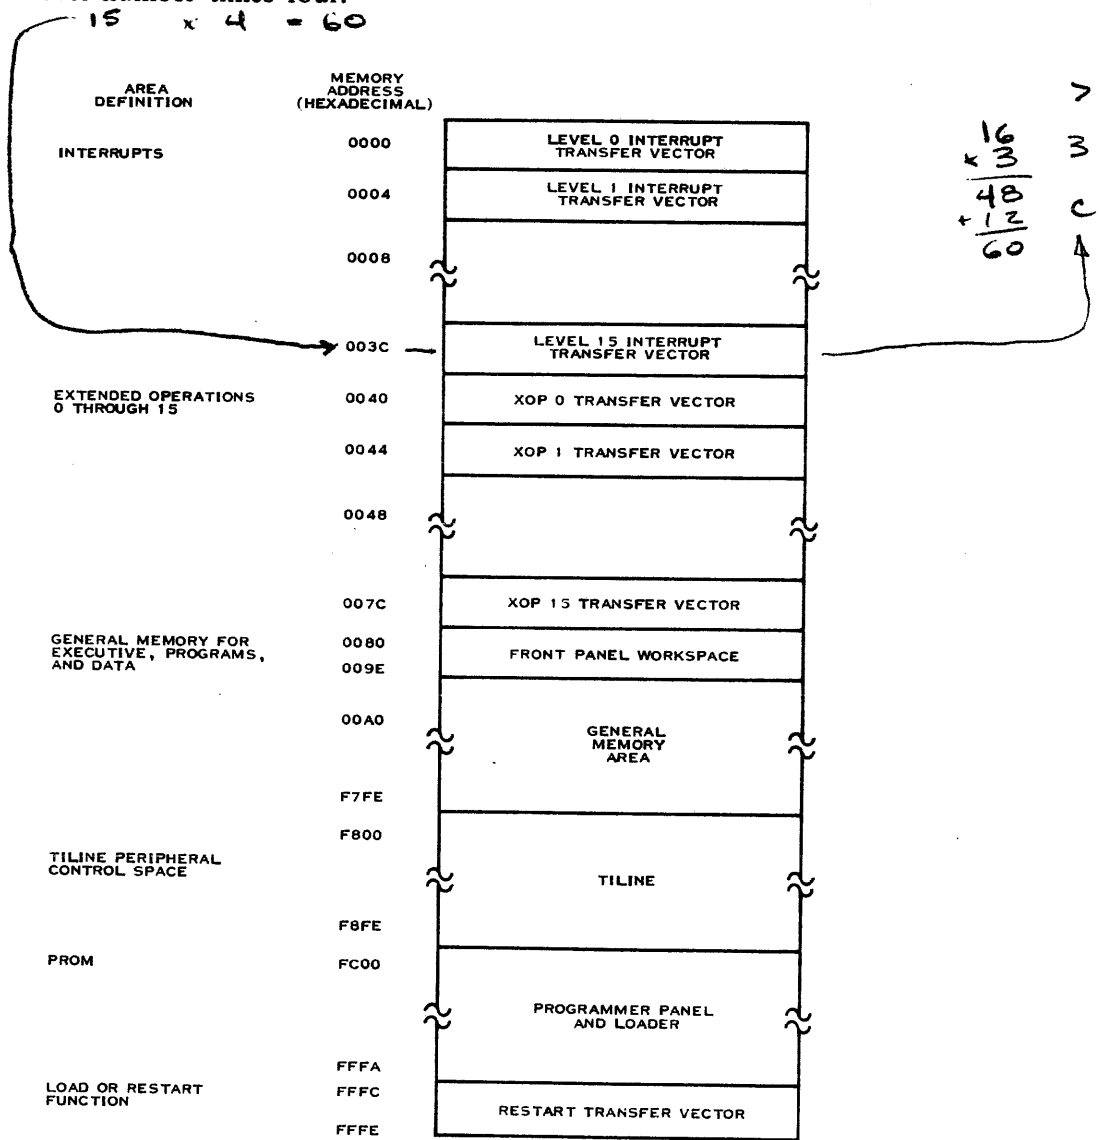 15 x 4 = 60
AREA
DEFINITION
MEMORY
ADDRESS
(HEXADECIMAL)
INTERRUPTS
0000
LEVEL 0 INTERRUPT
TRANSFER VECTOR
0004
LEVEL 1 INTERRUPT
TRANSFER VECTOR
0008
003C
LEVEL 15 INTERRUPT
TRANSFER VECTOR
EXTENDED OPERATIONS
0 THROUGH 15
0040
XOP 0 TRANSFER VECTOR
0044
XOP 1 TRANSFER VECTOR
0048
007C
XOP 15 TRANSFER VECTOR
GENERAL MEMORY FOR
EXECUTIVE, PROGRAMS,
AND DATA
0080
009E
FRONT PANEL WORKSPACE
00A0
GENERAL
MEMORY
AREA
F7FE
F800
TILINE PERIPHERAL
CONTROL SPACE
TILINE
F8FE
PROM
FC00
PROGRAMMER PANEL
AND LOADER
FFFA
LOAD OR RESTART
FUNCTION
FFFC
RESTART TRANSFER VECTOR
FFFE
>
16
x 3
3
48
+ 12
C
60